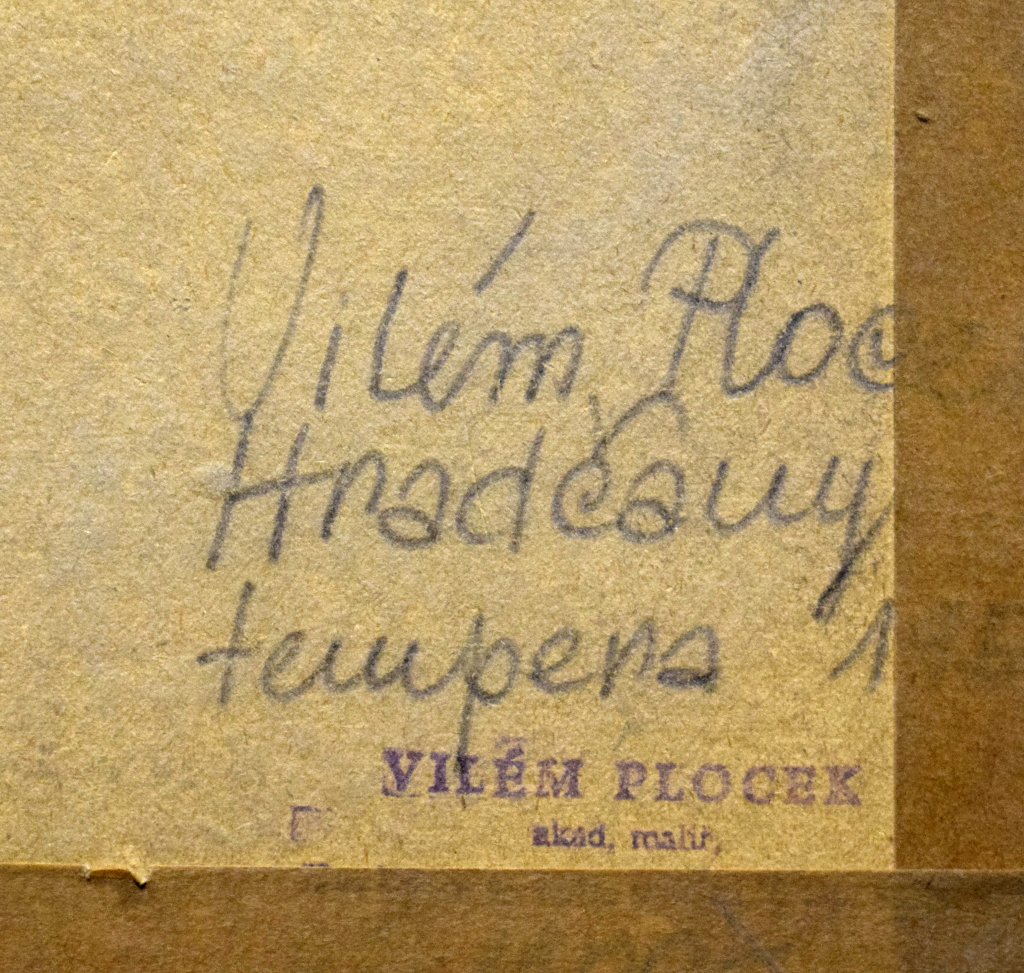 Vilém Ploc
Hradčany
tempera 1
VILÉM PLOCEK
akad. malíř,